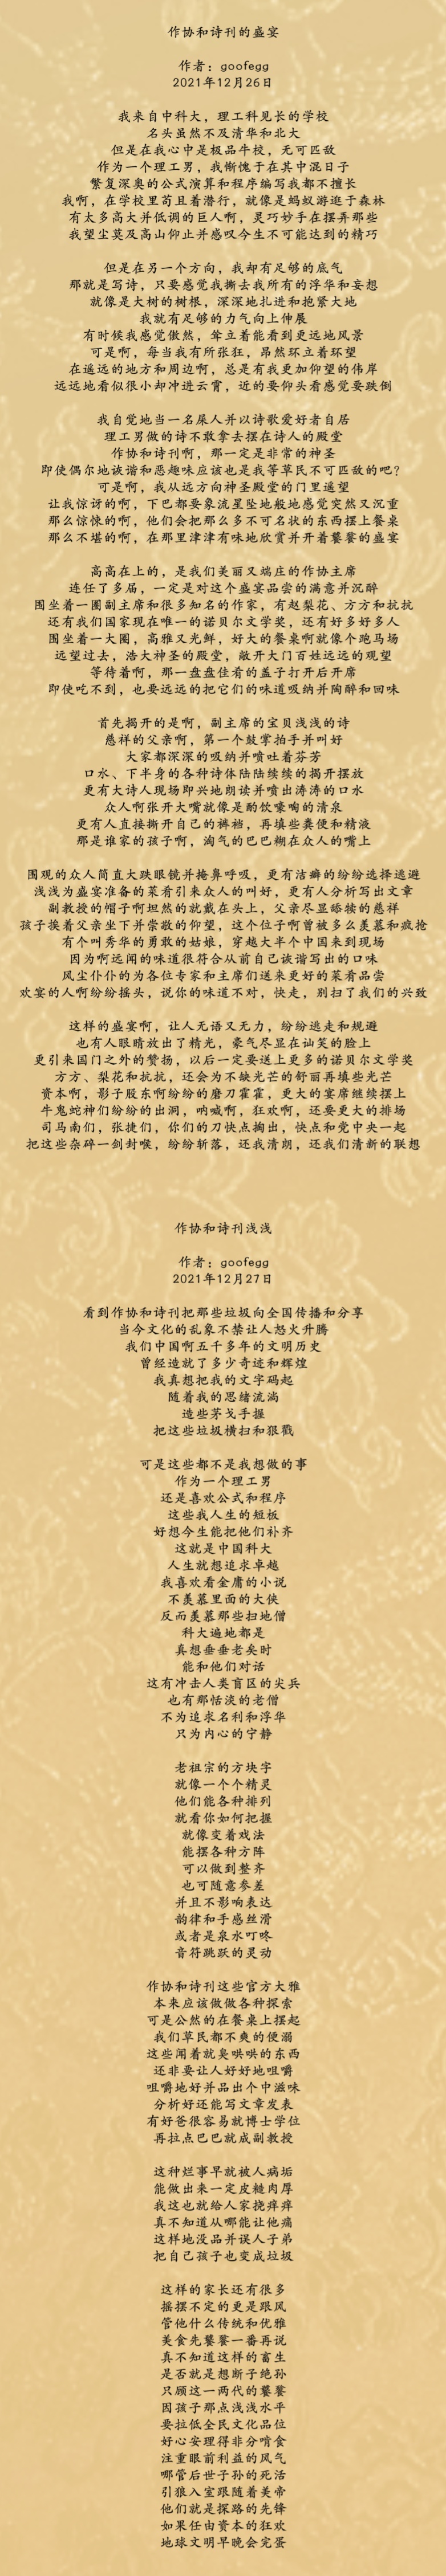 作协和诗刊的盛宴
作者：goofegg
2021年12月26日
我来自中科大，理工科见长的学校
名头虽然不及清华和北大
但是在我心中是极品牛校，无可匹敌
作为一个理工男，我惭愧于在其中混日子
繁复深奥的公式演算和程序编写我都不擅长
我啊，在学校里苟且着潜行，就像是蚂蚁游逛于森林
有太多高大并低调的巨人啊，灵巧妙手在摆弄那些
我望尘莫及高山仰止并感叹今生不可能达到的精巧
但是在另一个方向，我却有足够的底气
那就是写诗，只要感觉我撕去我所有的浮华和妄想
就像是大树的树根，深深地扎进和抱紧大地
我就有足够的力气向上伸展
有时候我感觉傲然，耸立着能看到更远地风景
可是啊，每当我有所张狂，昂然环立着环望
在遥远的地方和周边啊，总是有我更加仰望的伟岸
远远地看似很小却冲进云霄，近的要仰头看感觉要跌倒
我自觉地当一名屎人并以诗歌爱好者自居
理工男做的诗不敢拿去摆在诗人的殿堂
作协和诗刊啊，那一定是非常的神圣
即使偶尔地诙谐和恶趣味应该也是我等草民不可匹敌的吧？
可是啊，我从远方向神圣殿堂的门里遥望
让我惊讶的啊，下巴都要象流星坠地般地感觉突然又沉重
那么惊悚的啊，他们会把那么多不可名状的东西摆上餐桌
那么不堪的啊，在那里津津有味地欣赏并开着饕餮的盛宴
高高在上的，是我们美丽又端庄的作协主席
连任了多届，一定是对这个盛宴品尝的满意并沉醉
围坐着一圈副主席和很多知名的作家，有赵梨花、方方和抗抗
还有我们国家现在唯一的诺贝尔文学奖，还有好多好多人
围坐着一大圈，高雅又光鲜，好大的餐桌啊就像个跑马场
远望过去，浩大神圣的殿堂，敞开大门百姓远远的观望
等待着啊，那一盘盘佳肴的盖子打开后开席
即使吃不到，也要远远的把它们的味道吸纳并陶醉和回味
首先揭开的是啊，副主席的宝贝浅浅的诗
慈祥的父亲啊，第一个鼓掌拍手并叫好
大家都深深的吸纳并喷吐着芬芳
口水、下半身的各种诗体陆陆续续的揭开摆放
更有大诗人现场即兴地朗读并喷出涛涛的口水
众人啊张开大嘴就像是酌饮嚎啕的清泉
更有人直接撕开自己的裤裆，再填些粪便和精液
那是谁家的孩子啊，淘气的巴巴糊在众人的嘴上
围观的众人简直大跌眼镜并掩鼻呼吸，更有洁癖的纷纷选择逃避
浅浅为盛宴准备的菜肴引来众人的叫好，更有人分析写出文章
副教授的帽子啊坦然的就戴在头上，父亲尽显舔犊的慈祥
孩子挨着父亲坐下并崇敬的仰望，这个位子啊曾被多么羡慕和疯抢
有个叫秀华的勇敢的姑娘，穿越大半个中国来到现场
因为啊远闻的味道很符合从前自己诙谐写出的口味
风尘仆仆的为各位专家和主席们送来更好的菜肴品尝
欢宴的人啊纷纷摇头，说你的味道不对，快走，别扫了我们的兴致
这样的盛宴啊，让人无语又无力，纷纷逃走和规避
也有人眼睛放出了精光，豪气尽显在讪笑的脸上
更引来国门之外的赞扬，以后一定要送上更多的诺贝尔文学奖
方方、梨花和抗抗，还会为不缺光芒的舒丽再填些光芒
资本啊，影子股东啊纷纷的磨刀霍霍，更大的宴席继续摆上
牛鬼蛇神们纷纷的出洞，呐喊啊，狂欢啊，还要更大的排场
司马南们，张捷们，你们的刀快点掏出，快点和党中央一起
把这些杂碎一剑封喉，纷纷斩落，还我清朗，还我们清新的联想
作协和诗刊浅浅
作者：goofegg
2021年12月27日
看到作协和诗刊把那些垃圾向全国传播和分享
当今文化的乱象不禁让人怒火升腾
我们中国啊五千多年的文明历史
曾经造就了多少奇迹和辉煌
我真想把我的文字码起
随着我的思绪流淌
造些茅戈手握
把这些垃圾横扫和狠戳
可是这些都不是我想做的事
作为一个理工男
还是喜欢公式和程序
这些我人生的短板
好想今生能把他们补齐
这就是中国科大
人生就想追求卓越
我喜欢看金庸的小说
不羡慕里面的大侠
反而羡慕那些扫地僧
科大遍地都是
真想垂垂老矣时
能和他们对话
这有冲击人类盲区的尖兵
也有那恬淡的老僧
不为追求名利和浮华
只为内心的宁静
老祖宗的方块字
就像一个个精灵
他们能各种排列
就看你如何把握
就像变着戏法
能摆各种方阵
可以做到整齐
也可随意参差
并且不影响表达
韵律和手感丝滑
或者是泉水叮咚
音符跳跃的灵动
作协和诗刊这些官方大雅
本来应该做做各种探索
可是公然的在餐桌上摆起
我们草民都不爽的便溺
这些闻着就臭哄哄的东西
还非要让人好好地咀嚼
咀嚼地好并品出个中滋味
分析好还能写文章发表
有好爸很容易就博士学位
再拉点巴巴就成副教授
这种烂事早就被人病垢
能做出来一定皮糙肉厚
我这也就给人家挠痒痒
真不知道从哪能让他痛
这样地没品并误人子弟
把自己孩子也变成垃圾
这样的家长还有很多
摇摆不定的更是跟风
管他什么传统和优雅
美食先饕餮一番再说
真不知道这样的畜生
是否就是想断子绝孙
只顾这一两代的饕餮
因孩子那点浅浅水平
要拉低全民文化品位
好心安理得非分啃食
注重眼前利益的风气
哪管后世子孙的死活
引狼入室跟随着美帝
他们就是探路的先锋
如果任由资本的狂欢
地球文明早晚会完蛋